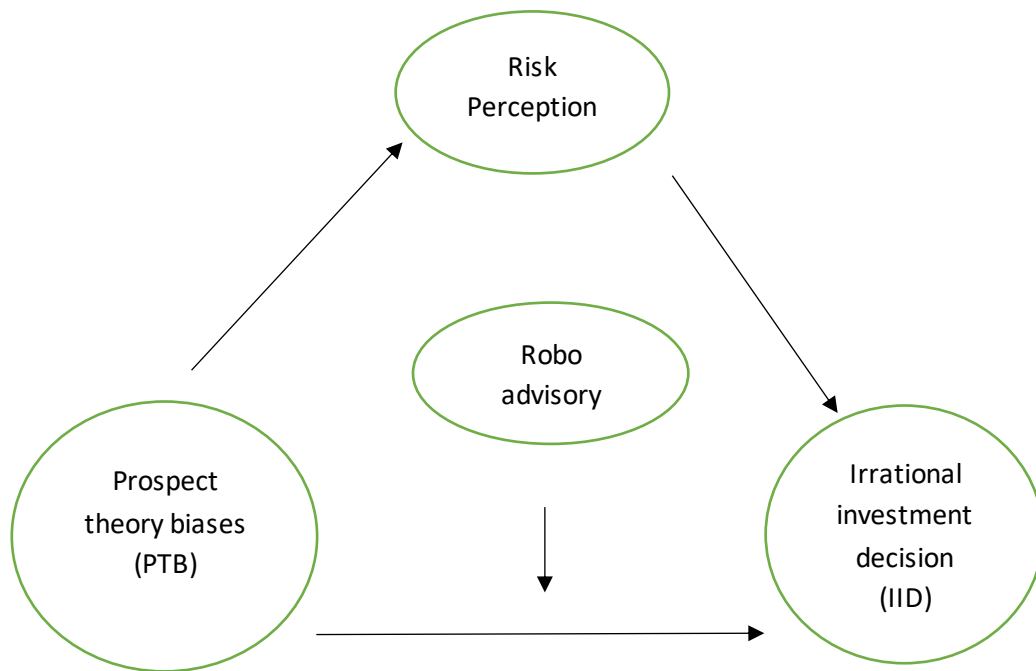 Risk
Perception
Robo
advisory
Prospect
theory biases
(PTB)
Irrational
investment
decision
(IID)